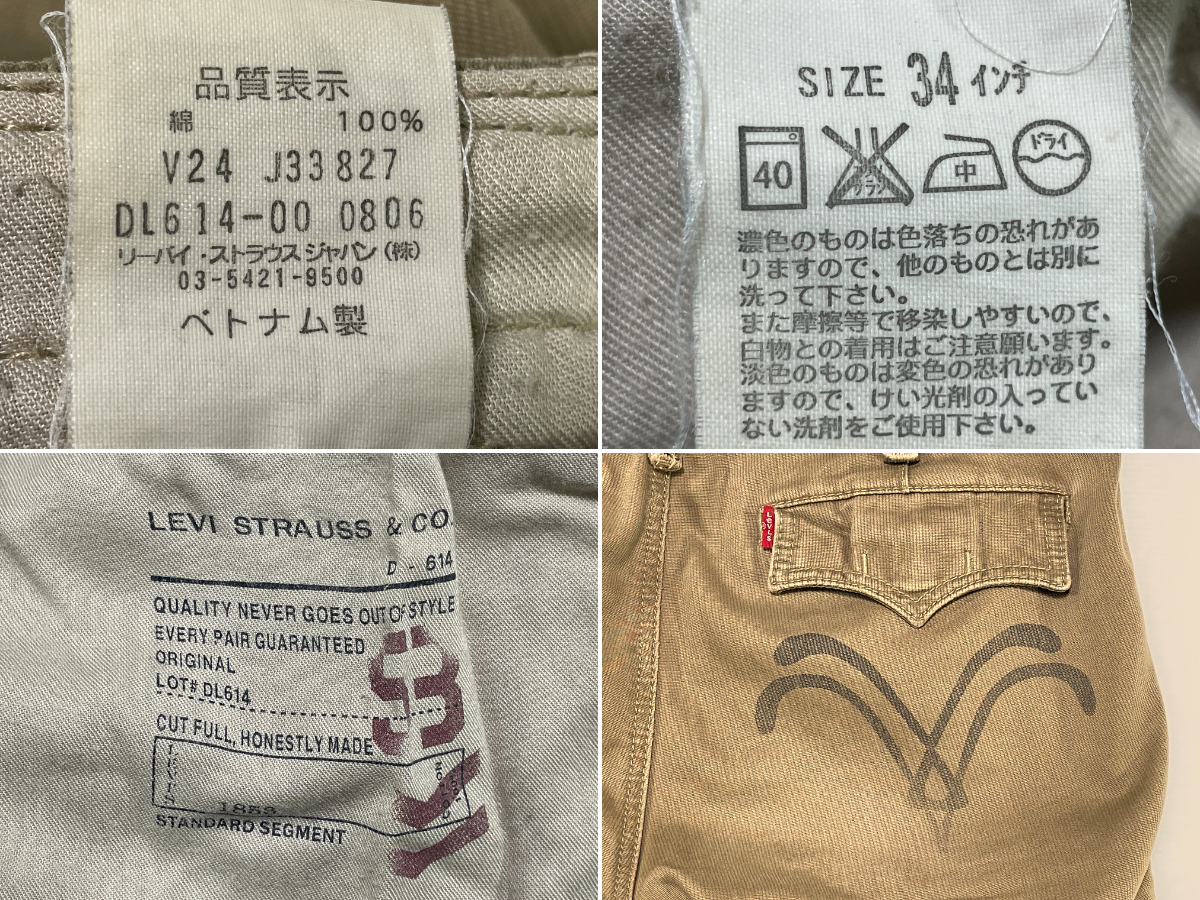 品質表示
綿 100%
V24 J33827
DL614-00 0806
リーバイ・ストラウス ジャパン(株)
03-5421-9500
ベトナム製
SIZE 34 インチ
40
中
ドライ
濃色のものは色落ちの恐れがあ
りますので、他のものとは別に
洗って下さい。
また摩擦等で移染しやすいので、
白物との着用はご注意願います。
淡色のものは変色の恐れがあり
ますので、けい光剤の入ってい
ない洗剤をご使用下さい。
LEVI STRAUSS & CO.
D - 614
QUALITY NEVER GOES OUT OF STYLE
EVERY PAIR GUARANTEED
ORIGINAL
LOT# DL614
CUT FULL, HONESTLY MADE
LEVI'S
1853
STANDARD SEGMENT
LEVI'S